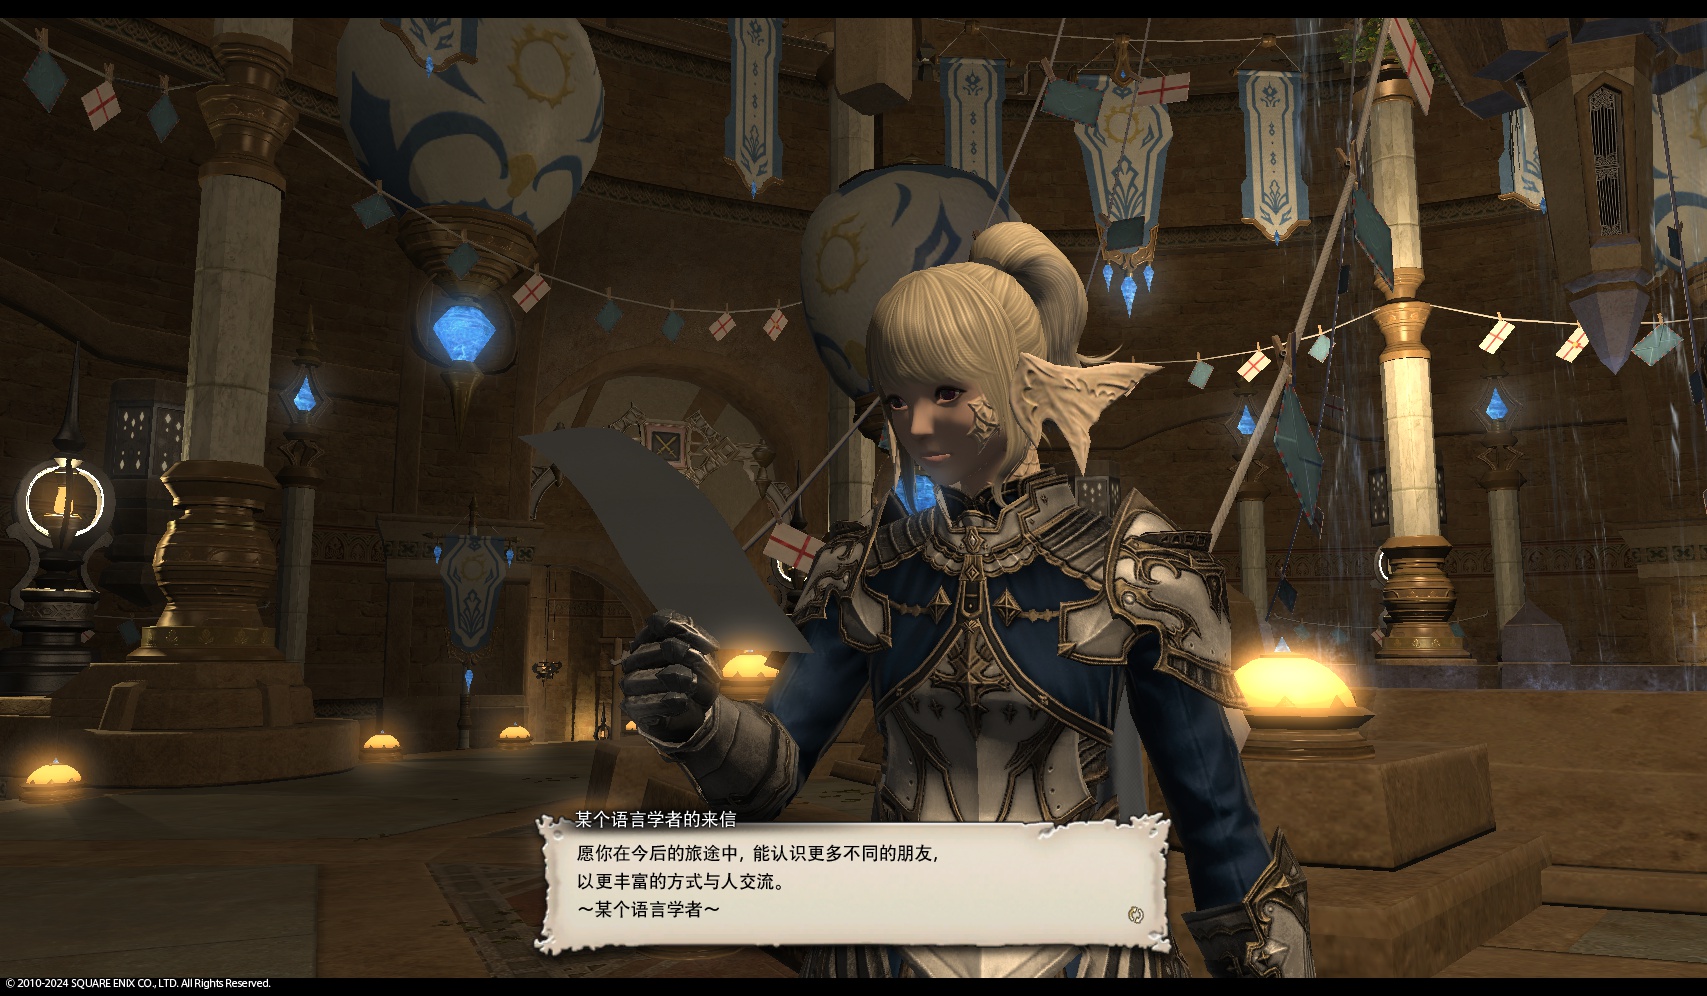 某个语言学者的来信
愿你在今后的旅途中，能认识更多不同的朋友，
以更丰富的方式与人交流。
～某个语言学者～
© 2010-2024 SQUARE ENIX CO., LTD. All Rights Reserved.